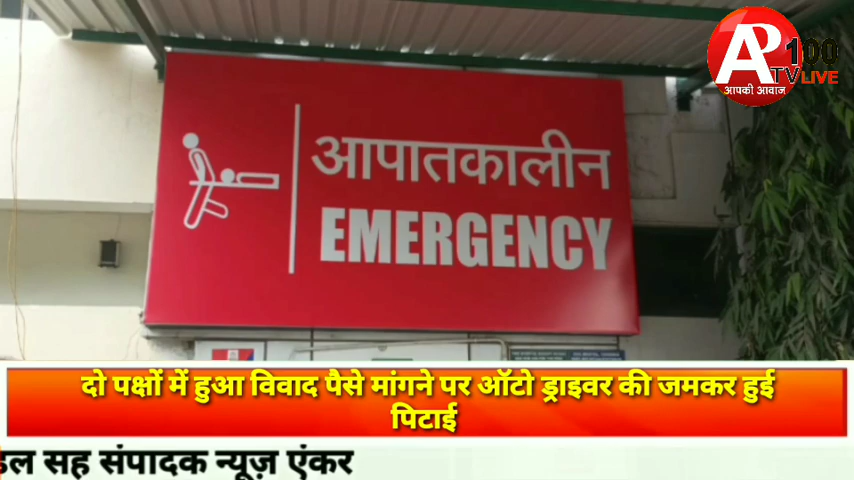 AP
100
TV LIVE
आपकी आवाज
आपातकालीन
EMERGENCY
दो पक्षों में हुआ विवाद पैसे मांगने पर ऑटो ड्राइवर की जमकर हुई
पिटाई
सह संपादक न्यूज़ एंकर